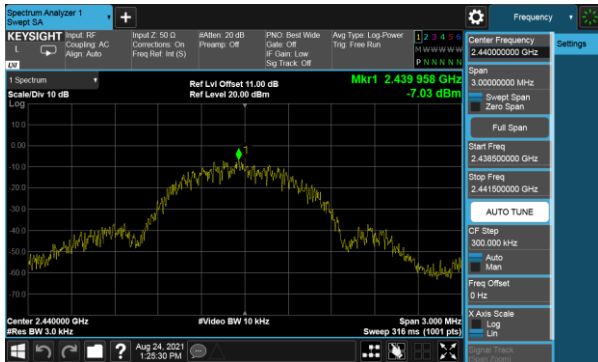 Spectrum Analyzer 1
Swept SA
Frequency
KEYSIGHT
Input: RF
Coupling: AC
Align: Auto
Input Z: 50 Ω
Corrections: On
Freq Ref: Int (S)
#Atten: 20 dB
Preamp: Off
PNO: Best Wide
Gate: Off
IF Gain: Low
Sig Track: Off
Avg Type: Log-Power
Trig: Free Run
1 2 3 4 5 6
M W W W W W
P N N N N N
L
1 Spectrum
Scale/Div 10 dB
Ref Lvl Offset 11.00 dB
Ref Level 20.00 dBm
Mkr1 2.439 958 GHz
-7.03 dBm
Log
10.0
0.00
-10.0
-20.0
-30.0
-40.0
-50.0
-60.0
-70.0
1
Center 2.440000 GHz
#Res BW 3.0 kHz
#Video BW 10 kHz
Span 3.000 MHz
Sweep 316 ms (1001 pts)
Aug 24, 2021
1:25:30 PM
Center Frequency
2.440000000 GHz
Span
3.00000000 MHz
Swept Span
Zero Span
Full Span
Start Freq
2.438500000 GHz
Stop Freq
2.441500000 GHz
AUTO TUNE
CF Step
300.000 kHz
Auto
Man
Freq Offset
0 Hz
X Axis Scale
Log
Lin
Signal Track
Settings